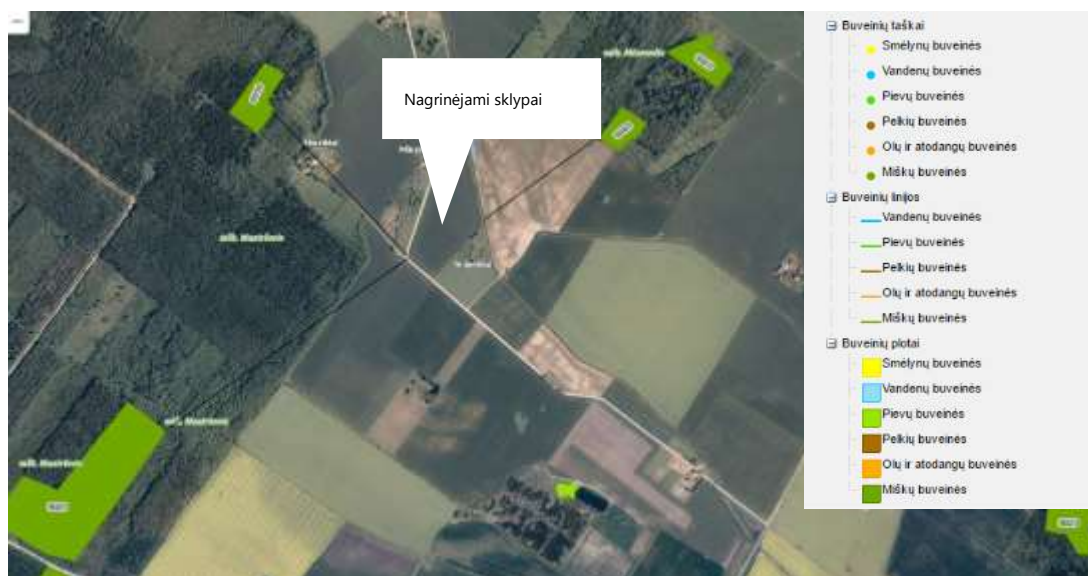 Nagrinėjami sklypai
Buveinių taškai
Smėlynų buveinės
Vandenų buveinės
Pievų buveinės
Pelkių buveinės
Olų ir atodangų buveinės
Miškų buveinės
Buveinių linijos
Vandenų buveinės
Pievų buveinės
Pelkių buveinės
Olų ir atodangų buveinės
Miškų buveinės
Buveinių plotai
Smėlynų buveinės
Vandenų buveinės
Pievų buveinės
Pelkių buveinės
Olų ir atodangų buveinės
Miškų buveinės